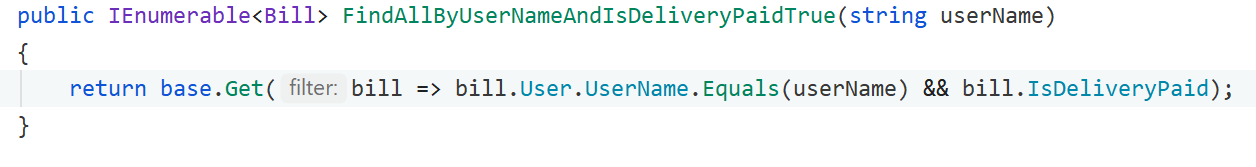 public IEnumerable<Bill> FindAllByUserNameAndIsDeliveryPaidTrue(string userName)
{
return base.Get( filter: bill => bill.User.UserName.Equals(userName) && bill.IsDeliveryPaid);
}